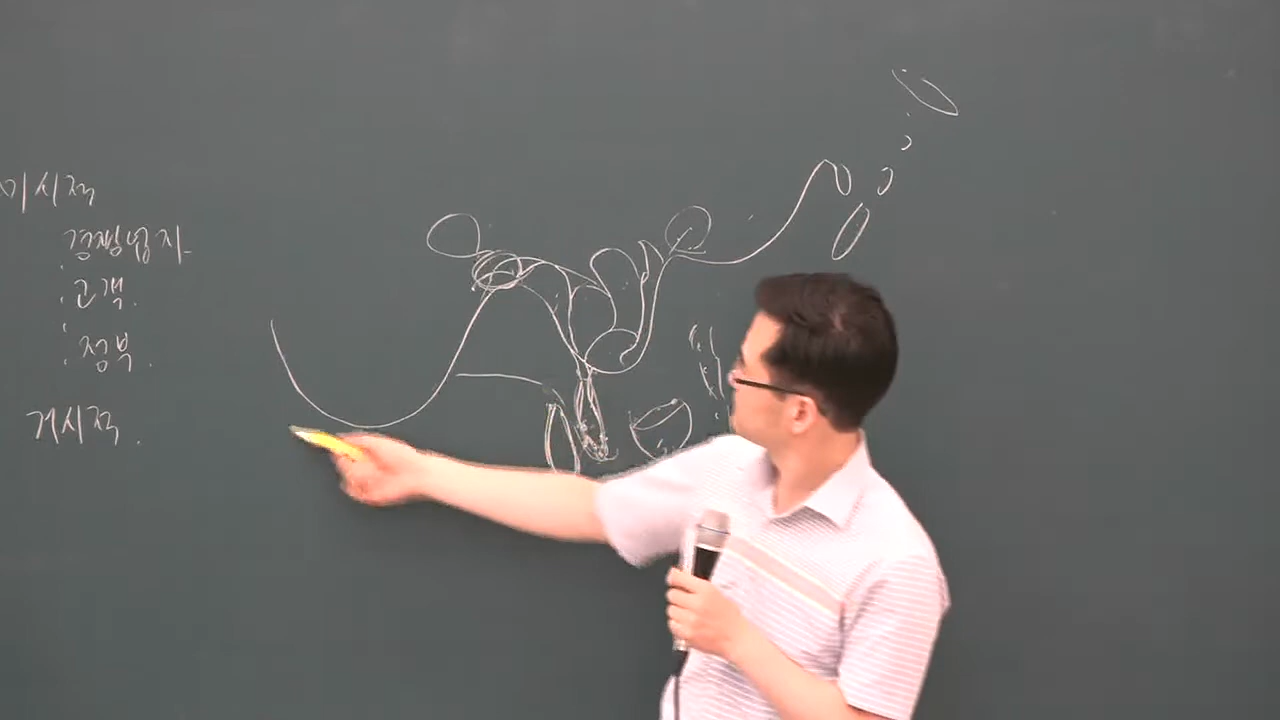 미시적
경쟁업자
. 고객.
. 정부.
거시적.